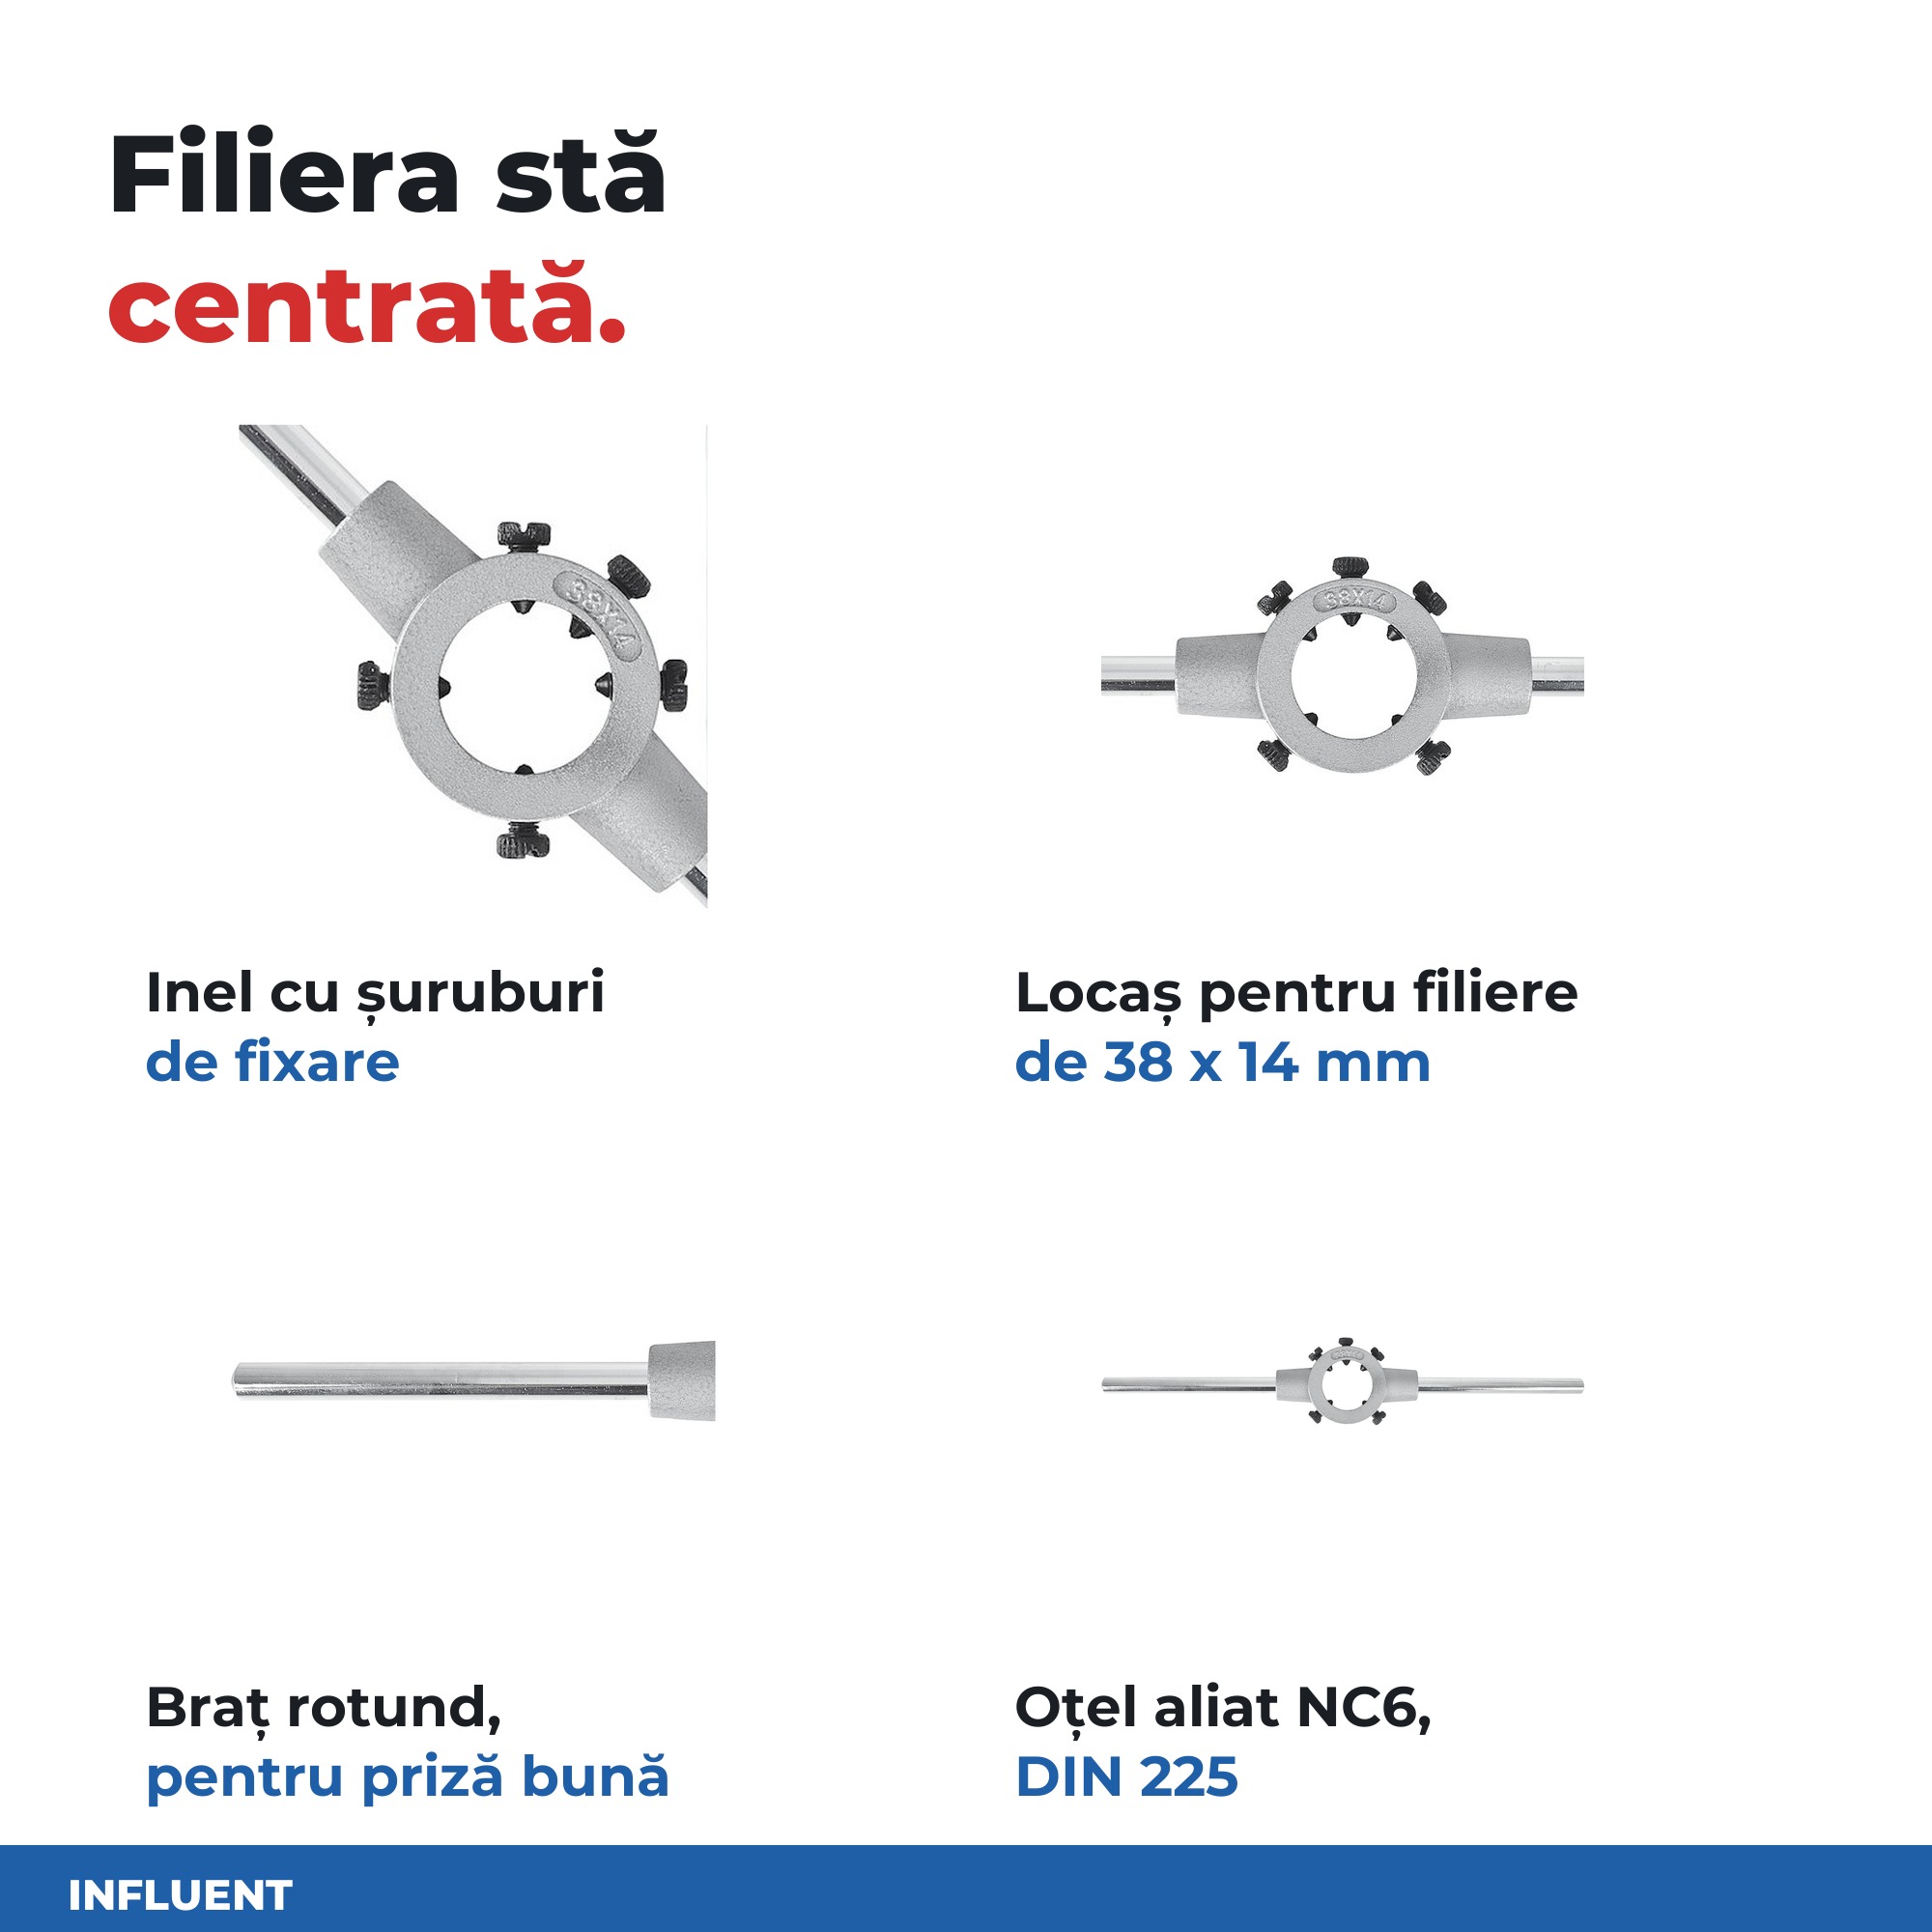 Filiera stă
centrată.
38X14
38X14
Inel cu șuruburi
de fixare
Locaș pentru filiere
de 38 x 14 mm
Braț rotund,
pentru priză bună
Oțel aliat NC6,
DIN 225
INFLUENT